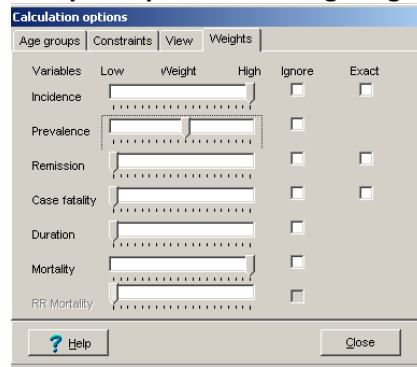 Calculation options
Age groups Constraints View Weights
Variables Low Weight High Ignore Exact
Incidence
Prevalence
Remission
Case fatality
Duration
Mortality
RR Mortality
? Help Close